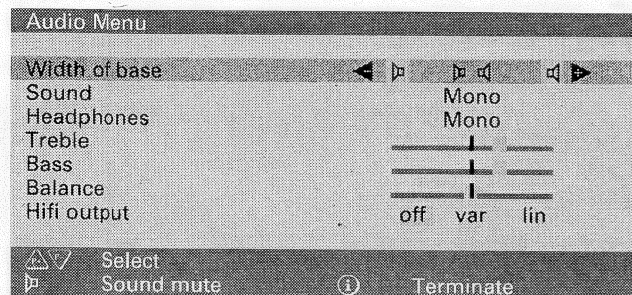 Audio Menu
Width of base
Sound Mono
Headphones Mono
Treble
Bass
Balance
Hifi output off var lin
Select
Sound mute i Terminate